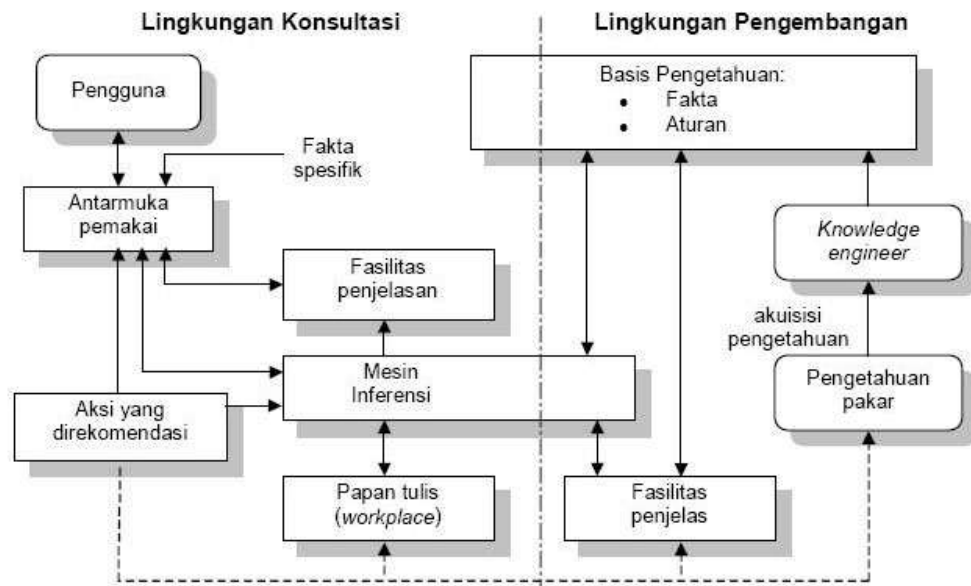 Lingkungan Konsultasi
Lingkungan Pengembangan
Pengguna
Basis Pengetahuan:
• Fakta
• Aturan
Fakta
spesifik
Antarmuka
pemakai
Knowledge
engineer
Fasilitas
penjelasan
akuisisi
pengetahuan
Mesin
Inferensi
Pengetahuan
pakar
Aksi yang
direkomendasi
Papan tulis
(workplace)
Fasilitas
penjelas